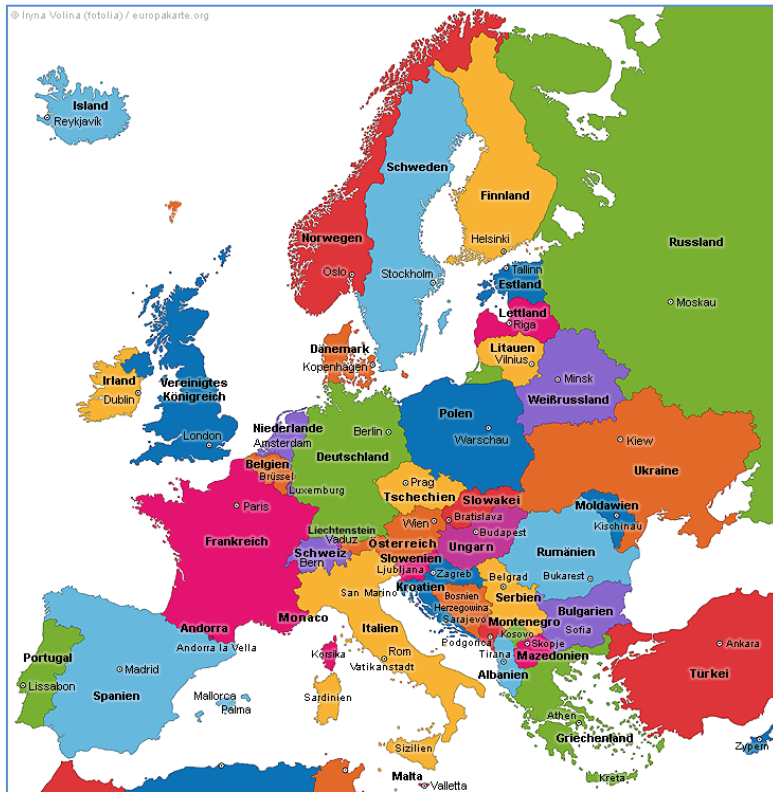 © Iryna Volina (fotolia) / europakarte.org
Island
Reykjavík
Schweden
Finnland
Norwegen
Russland
Helsinki
Oslo
Stockholm
Tallinn
Estland
Moskau
Lettland
Riga
Dänemark
Kopenhagen
Litauen
Vilnius
Irland
Dublin
Vereinigtes
Königreich
Minsk
Weißrussland
Polen
Warschau
London
Niederlande
Amsterdam
Berlin
Deutschland
Kiew
Ukraine
Belgien
Brüssel
Luxemburg
Prag
Tschechien
Slowakei
Bratislava
Moldawien
Kischinau
Paris
Frankreich
Liechtenstein
Vaduz
Wien
Österreich
Budapest
Ungarn
Rumänien
Bukarest
Schweiz
Bern
Slowenien
Ljubljana
Zagreb
Kroatien
Belgrad
Serbien
San Marino
Bosnien
Herzegowina
Sarajevo
Bulgarien
Sofia
Monaco
Italien
Montenegro
Kosovo
Podgorica
Skopje
Mazedonien
Tirana
Albanien
Andorra
Andorra la Vella
Korsika
Rom
Vatikanstadt
Ankara
Türkei
Portugal
Lissabon
Madrid
Spanien
Mallorca
Palma
Sardinien
Athen
Griechenland
Sizilien
Zypern
Malta
Valletta
Kreta